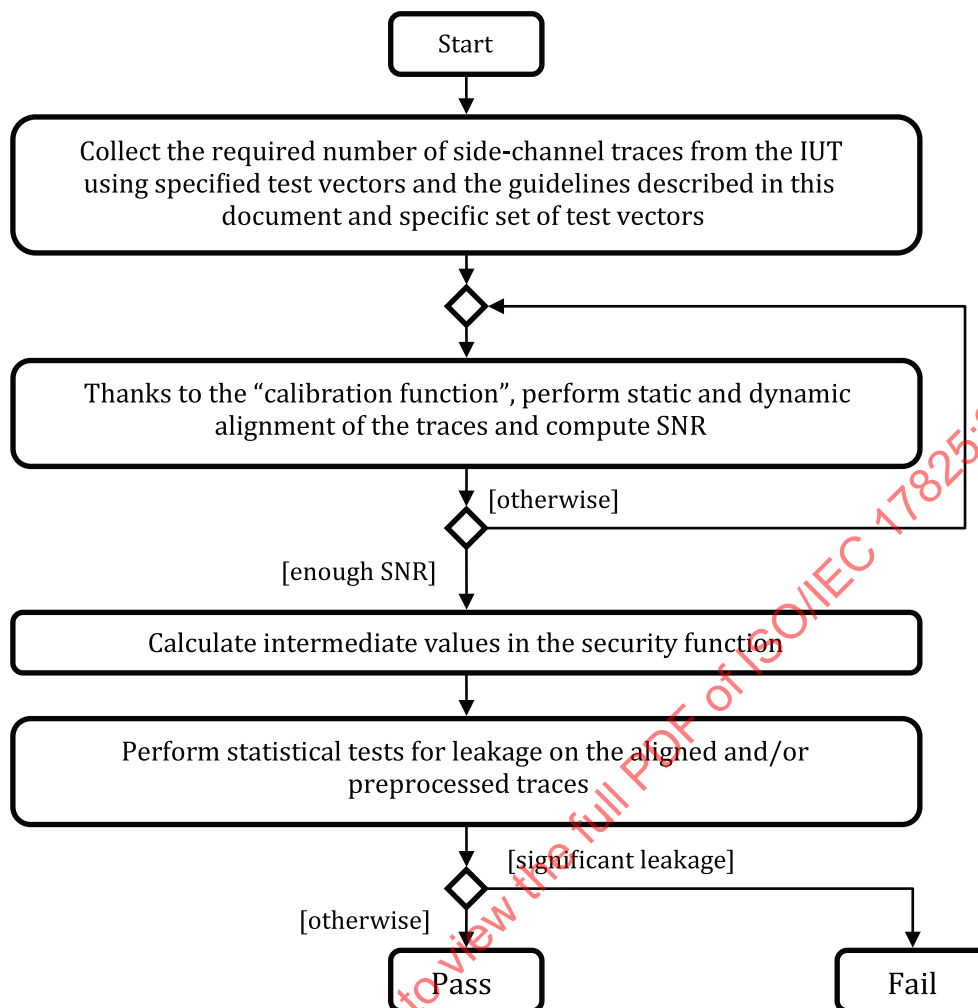 Start
Collect the required number of side-channel traces from the IUT
using specified test vectors and the guidelines described in this
document and specific set of test vectors
Thanks to the “calibration function”, perform static and dynamic
alignment of the traces and compute SNR
[otherwise]
[enough SNR]
Calculate intermediate values in the security function
Perform statistical tests for leakage on the aligned and/or
preprocessed traces
[significant leakage]
[otherwise]
Pass
Fail
to view the full PDF of ISO/IEC 17825: